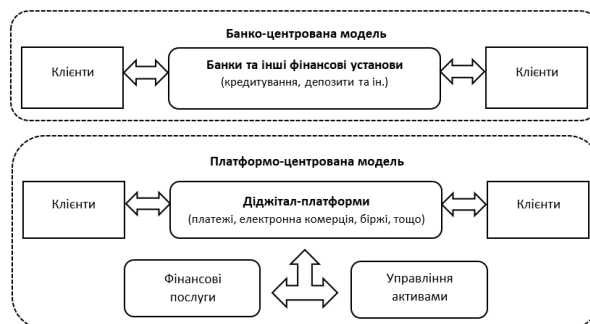 Банко-центрована модель
Клієнти
Банки та інші фінансові установи
(кредитування, депозити та ін.)
Клієнти
Платформо-центрована модель
Клієнти
Діджітал-платформи
(платежі, електронна комерція, біржі, тощо)
Клієнти
Фінансові
послуги
Управління
активами